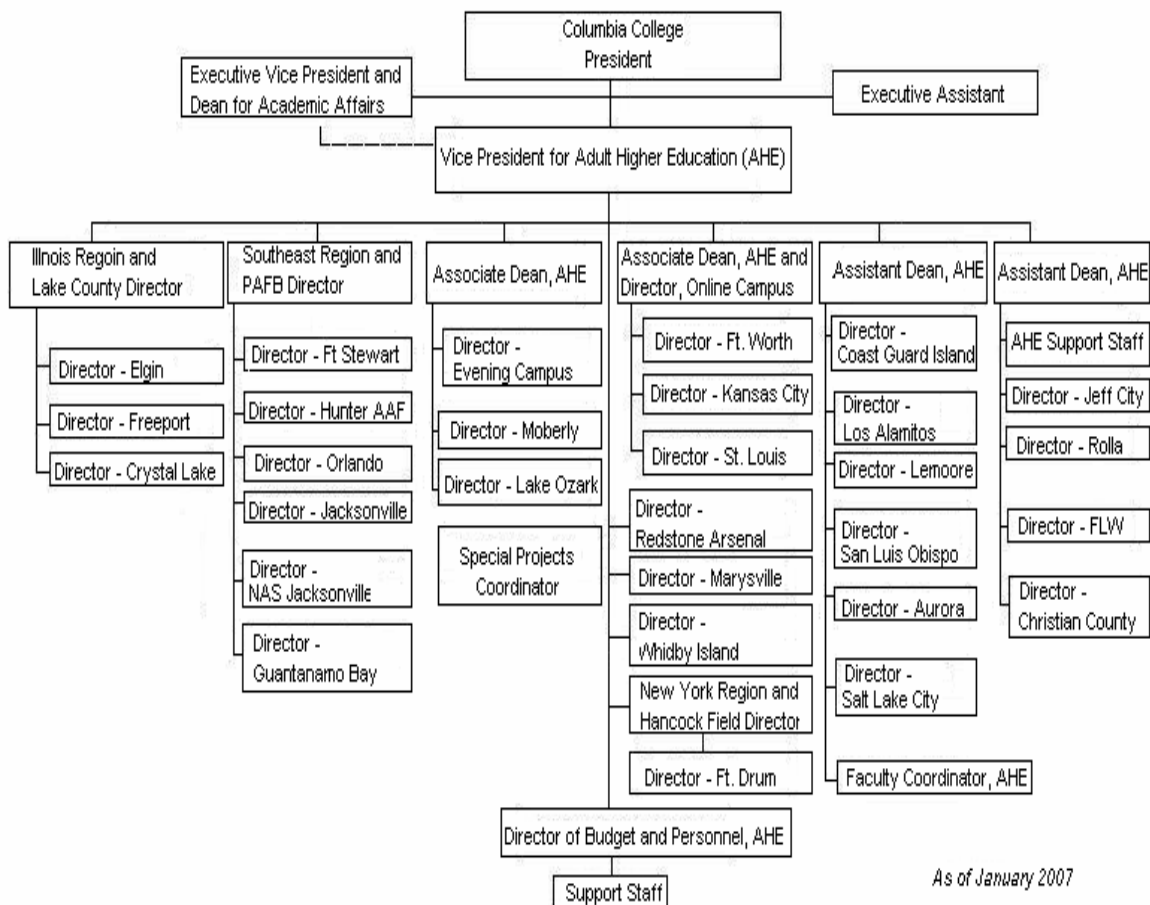 Columbia College
President
Executive Vice President and
Dean for Academic Affairs
Executive Assistant
Vice President for Adult Higher Education (AHE)
Illinois Regoin and
Lake County Director
Director - Elgin
Director - Freeport
Director - Crystal Lake
Southeast Region and
PAFB Director
Director - Ft Stewart
Director - Hunter AAF
Director - Orlando
Director - Jacksonville
Director -
NAS Jacksonville
Director -
Guantanamo Bay
Associate Dean, AHE
Director -
Evening Campus
Director - Moberly
Director - Lake Ozark
Special Projects
Coordinator
Associate Dean, AHE and
Director, Online Campus
Director - Ft. Worth
Director - Kansas City
Director - St. Louis
Director -
Redstone Arsenal
Director - Marysville
Director -
Whidby Island
New York Region and
Hancock Field Director
Director - Ft. Drum
Assistant Dean, AHE
Director -
Coast Guard Island
Director -
Los Alamitos
Director - Lemoore
Director -
San Luis Obispo
Director - Aurora
Director -
Salt Lake City
Faculty Coordinator, AHE
Assistant Dean, AHE
AHE Support Staff
Director - Jeff City
Director - Rolla
Director - FLW
Director -
Christian County
Director of Budget and Personnel, AHE
Support Staff
As of January 2007